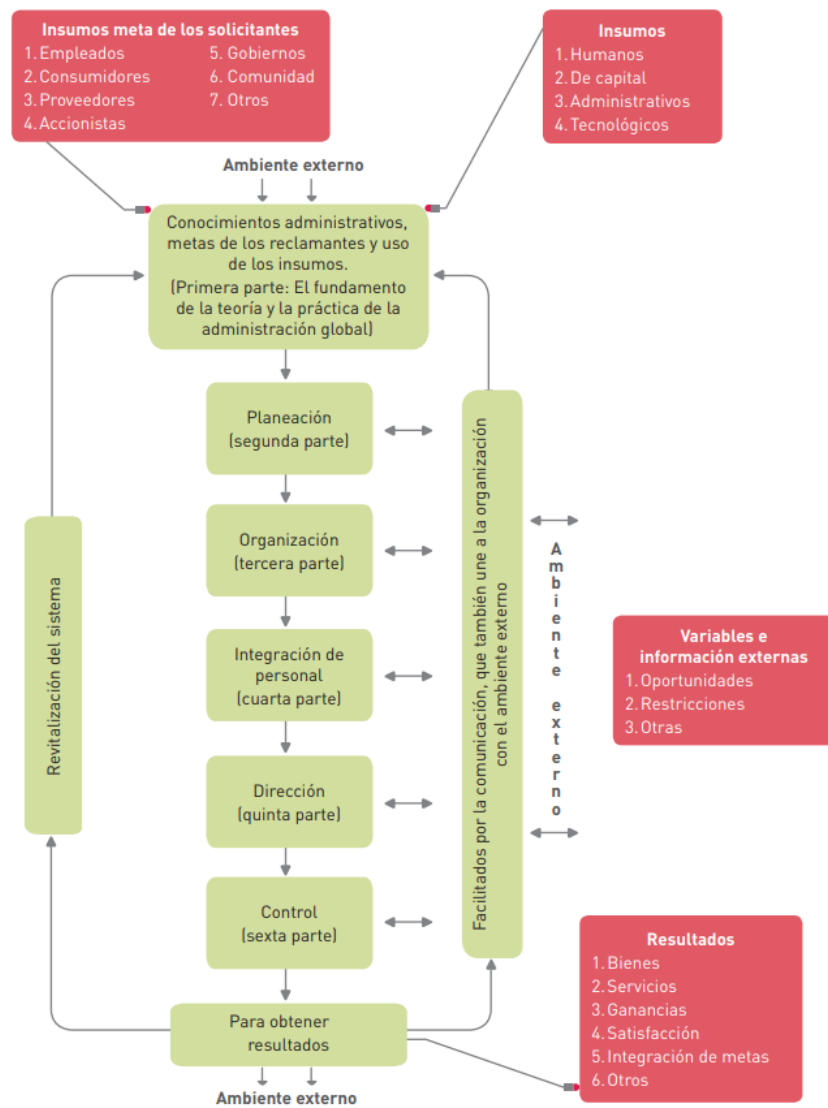 Insumos meta de los solicitantes
1. Empleados
2. Consumidores
3. Proveedores
4. Accionistas
5. Gobiernos
6. Comunidad
7. Otros
Insumos
1. Humanos
2. De capital
3. Administrativos
4. Tecnológicos
Ambiente externo
Conocimientos administrativos,
metas de los reclamantes y uso
de los insumos.
(Primera parte: El fundamento
de la teoría y la práctica de la
administración global)
Planeación
(segunda parte)
Organización
(tercera parte)
Integración de
personal
(cuarta parte)
Dirección
(quinta parte)
Control
(sexta parte)
Para obtener
resultados
Ambiente externo
Revitalización del sistema
Facilitados por la comunicación, que también une a la organización
con el ambiente externo
Ambiente externo
Variables e
información externas
1. Oportunidades
2. Restricciones
3. Otras
Resultados
1. Bienes
2. Servicios
3. Ganancias
4. Satisfacción
5. Integración de metas
6. Otros